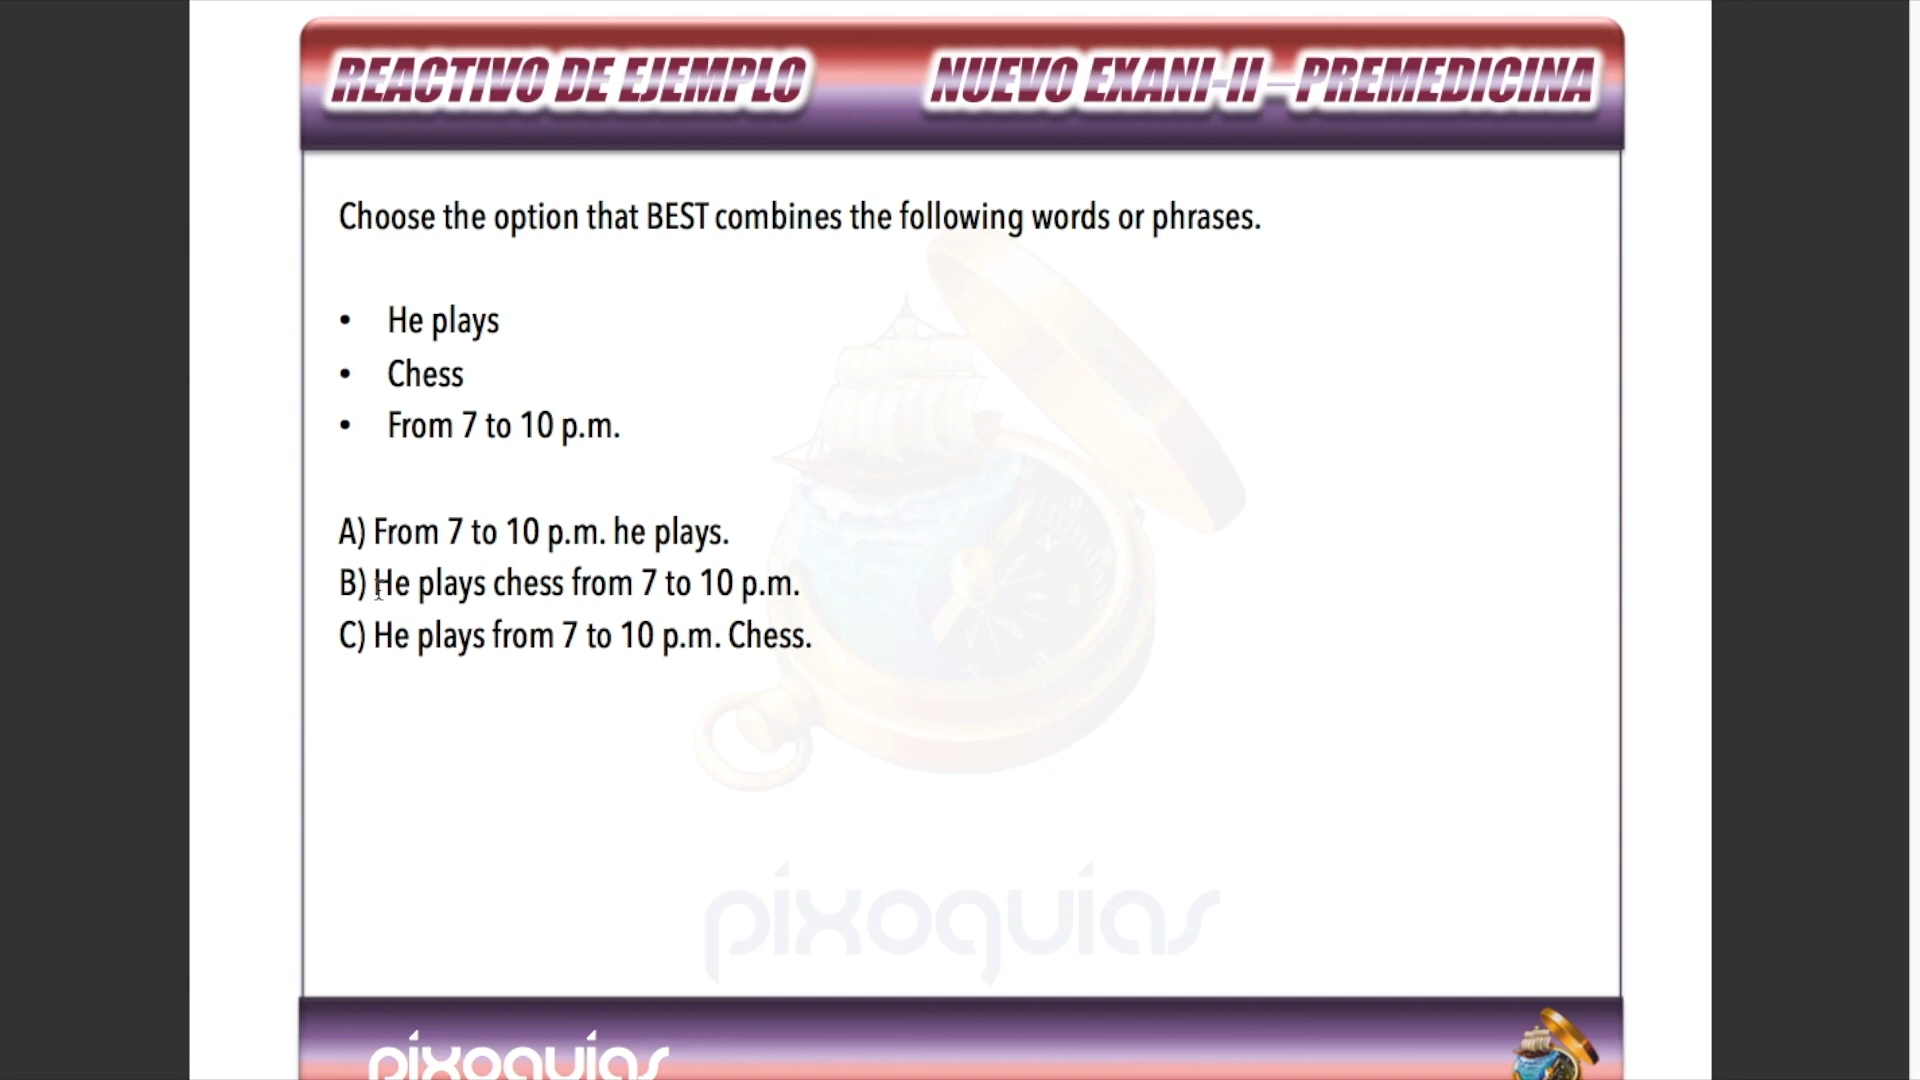 REACTIVO DE EJEMPLO NUEVO EXANI-II – PREMEDICINA
Choose the option that BEST combines the following words or phrases.
• He plays
• Chess
• From 7 to 10 p.m.
A) From 7 to 10 p.m. he plays.
B) He plays chess from 7 to 10 p.m.
C) He plays from 7 to 10 p.m. Chess.
pixoguías
pixoguías